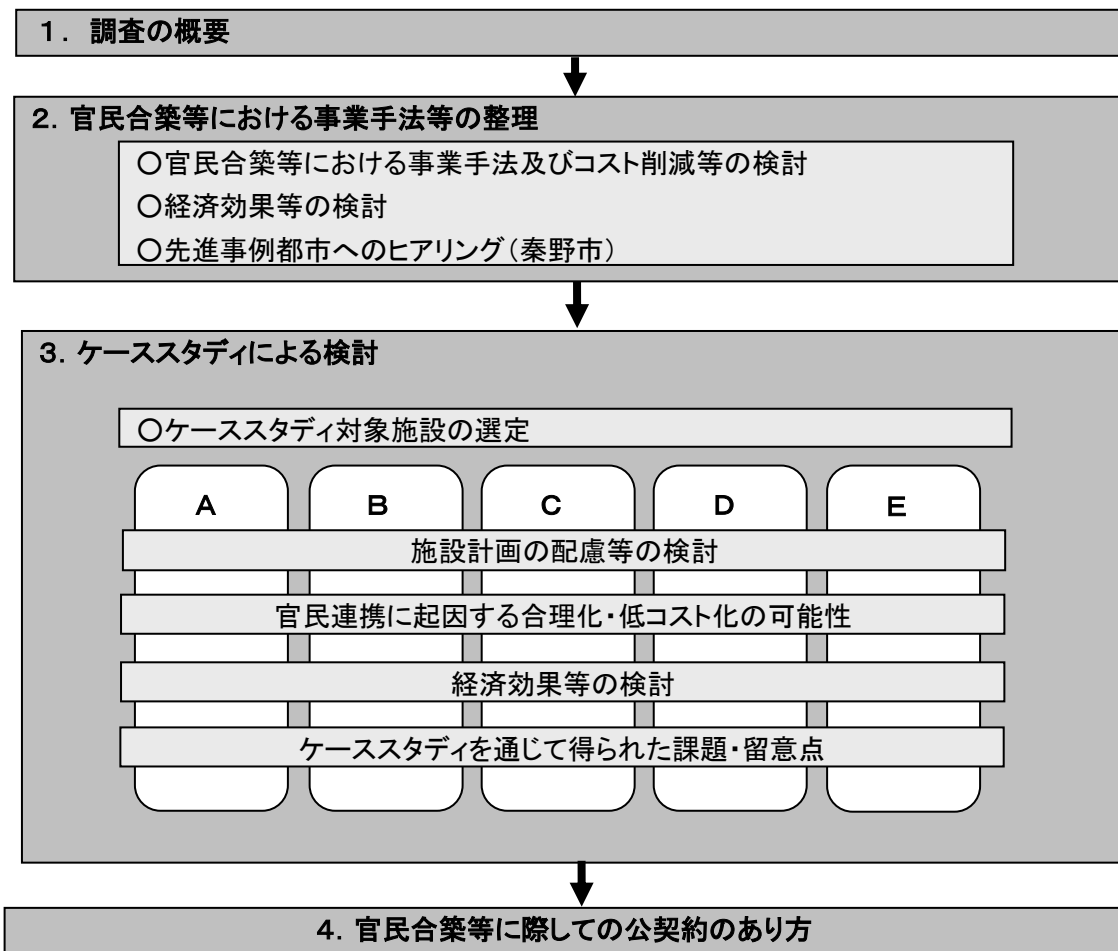 １． 調査の概要
２．官民合築等における事業手法等の整理
○官民合築等における事業手法及びコスト削減等の検討
○経済効果等の検討
○先進事例都市へのヒアリング（秦野市）
３．ケーススタディによる検討
○ケーススタディ対象施設の選定
A B C D E
施設計画の配慮等の検討
官民連携に起因する合理化・低コスト化の可能性
経済効果等の検討
ケーススタディを通じて得られた課題・留意点
４．官民合築等に際しての公契約のあり方